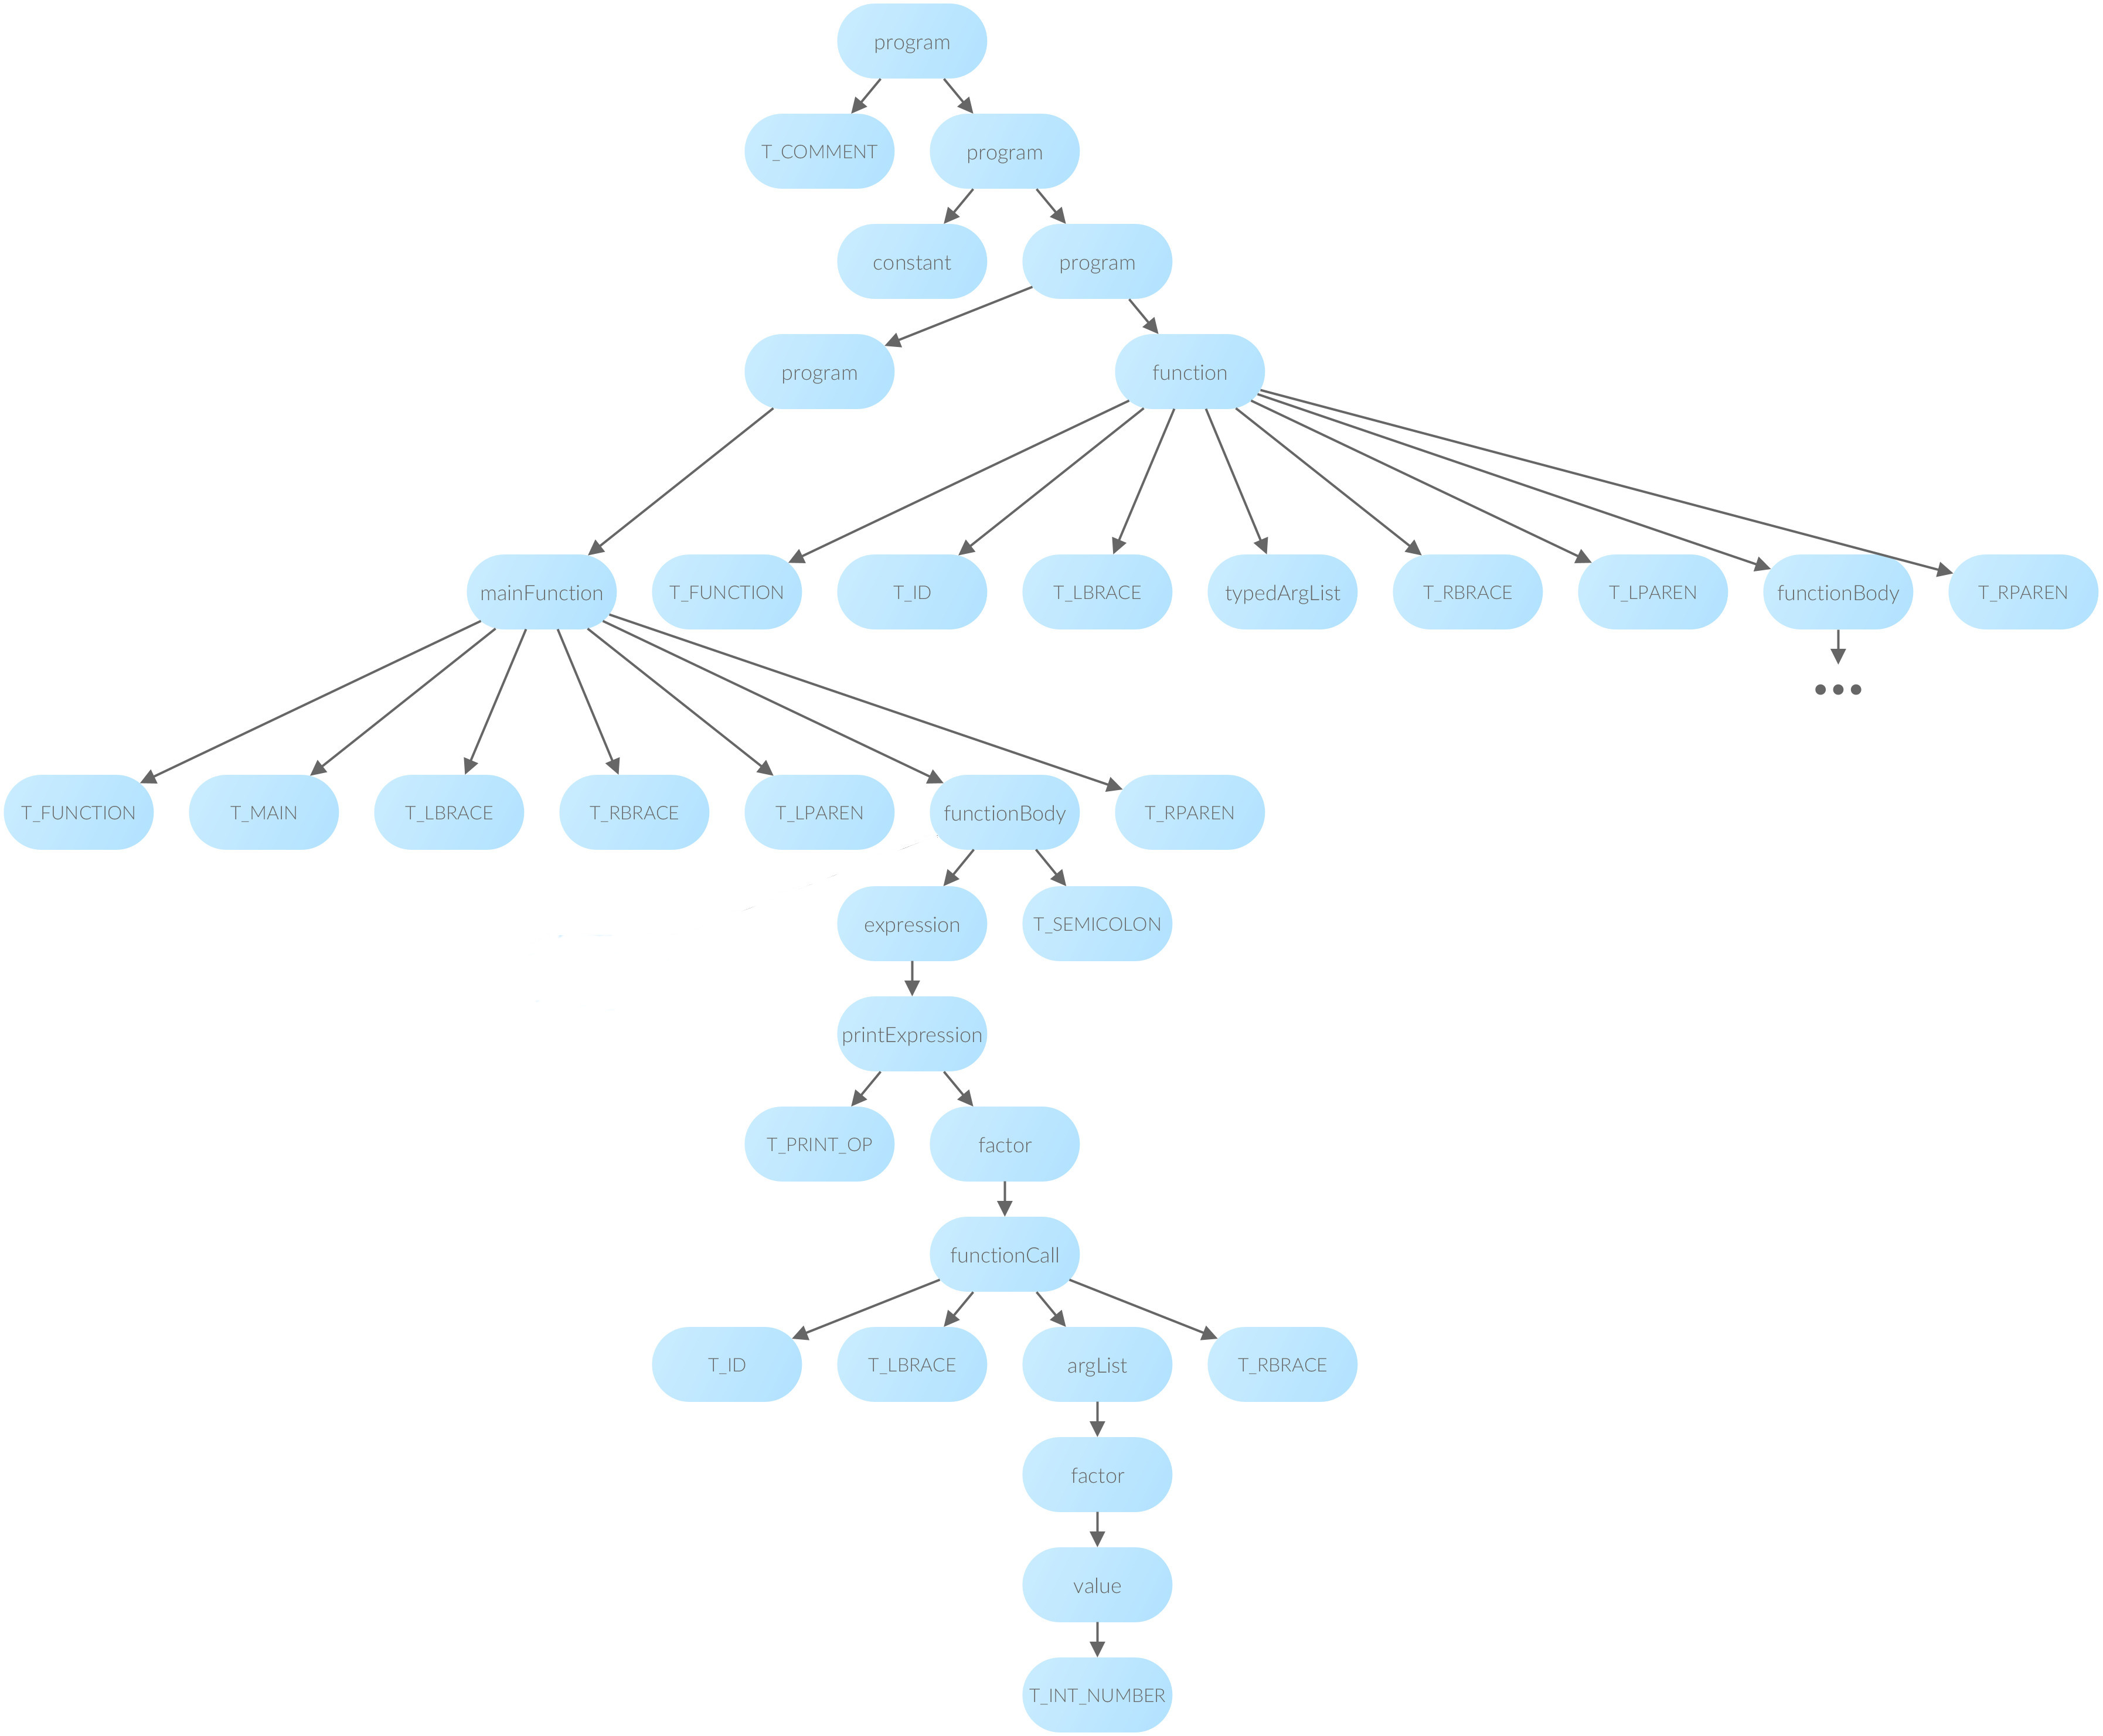 program
T_COMMENT
program
constant
program
program
function
mainFunction
T_FUNCTION
T_ID
T_LBRACE
typedArgList
T_RBRACE
T_LPAREN
functionBody
T_RPAREN
T_FUNCTION
T_MAIN
T_LBRACE
T_RBRACE
T_LPAREN
functionBody
T_RPAREN
expression
T_SEMICOLON
printExpression
T_PRINT_OP
factor
functionCall
T_ID
T_LBRACE
argList
T_RBRACE
factor
value
T_INT_NUMBER